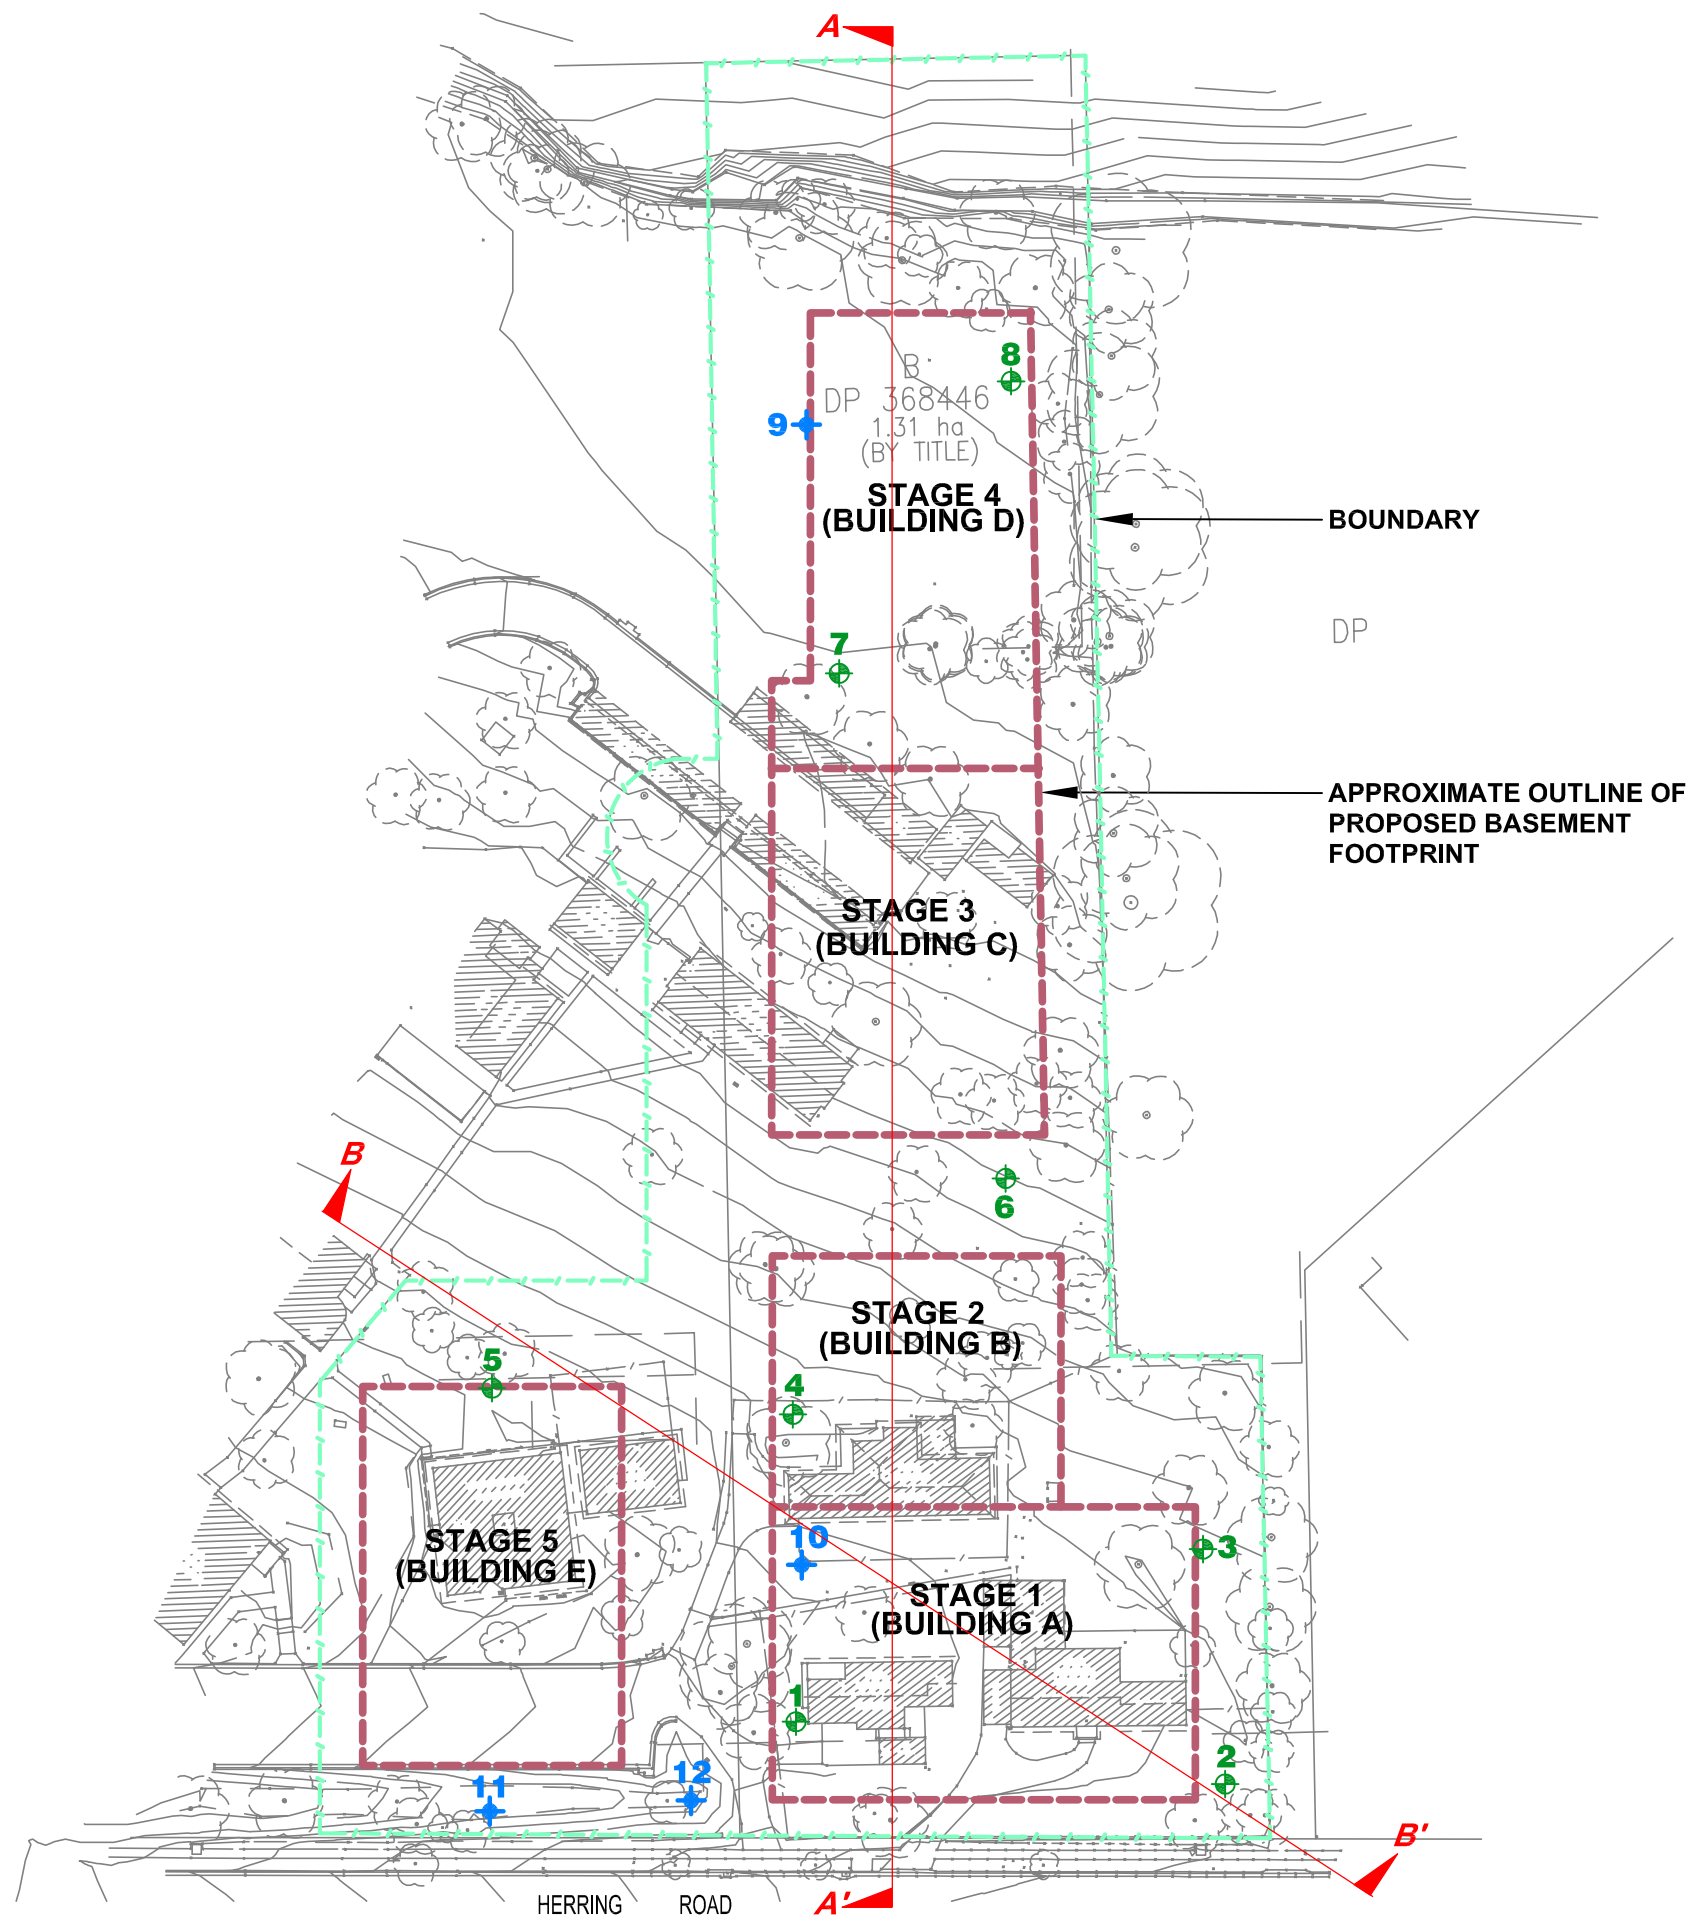 A
8
B
DP 368446
1.31 ha
(BY TITLE)
9
STAGE 4
(BUILDING D)
BOUNDARY
7
DP
APPROXIMATE OUTLINE OF
PROPOSED BASEMENT
FOOTPRINT
STAGE 3
(BUILDING C)
B
6
STAGE 2
(BUILDING B)
5
4
10
3
STAGE 5
(BUILDING E)
STAGE 1
(BUILDING A)
1
2
12
11
B'
A'
HERRING ROAD